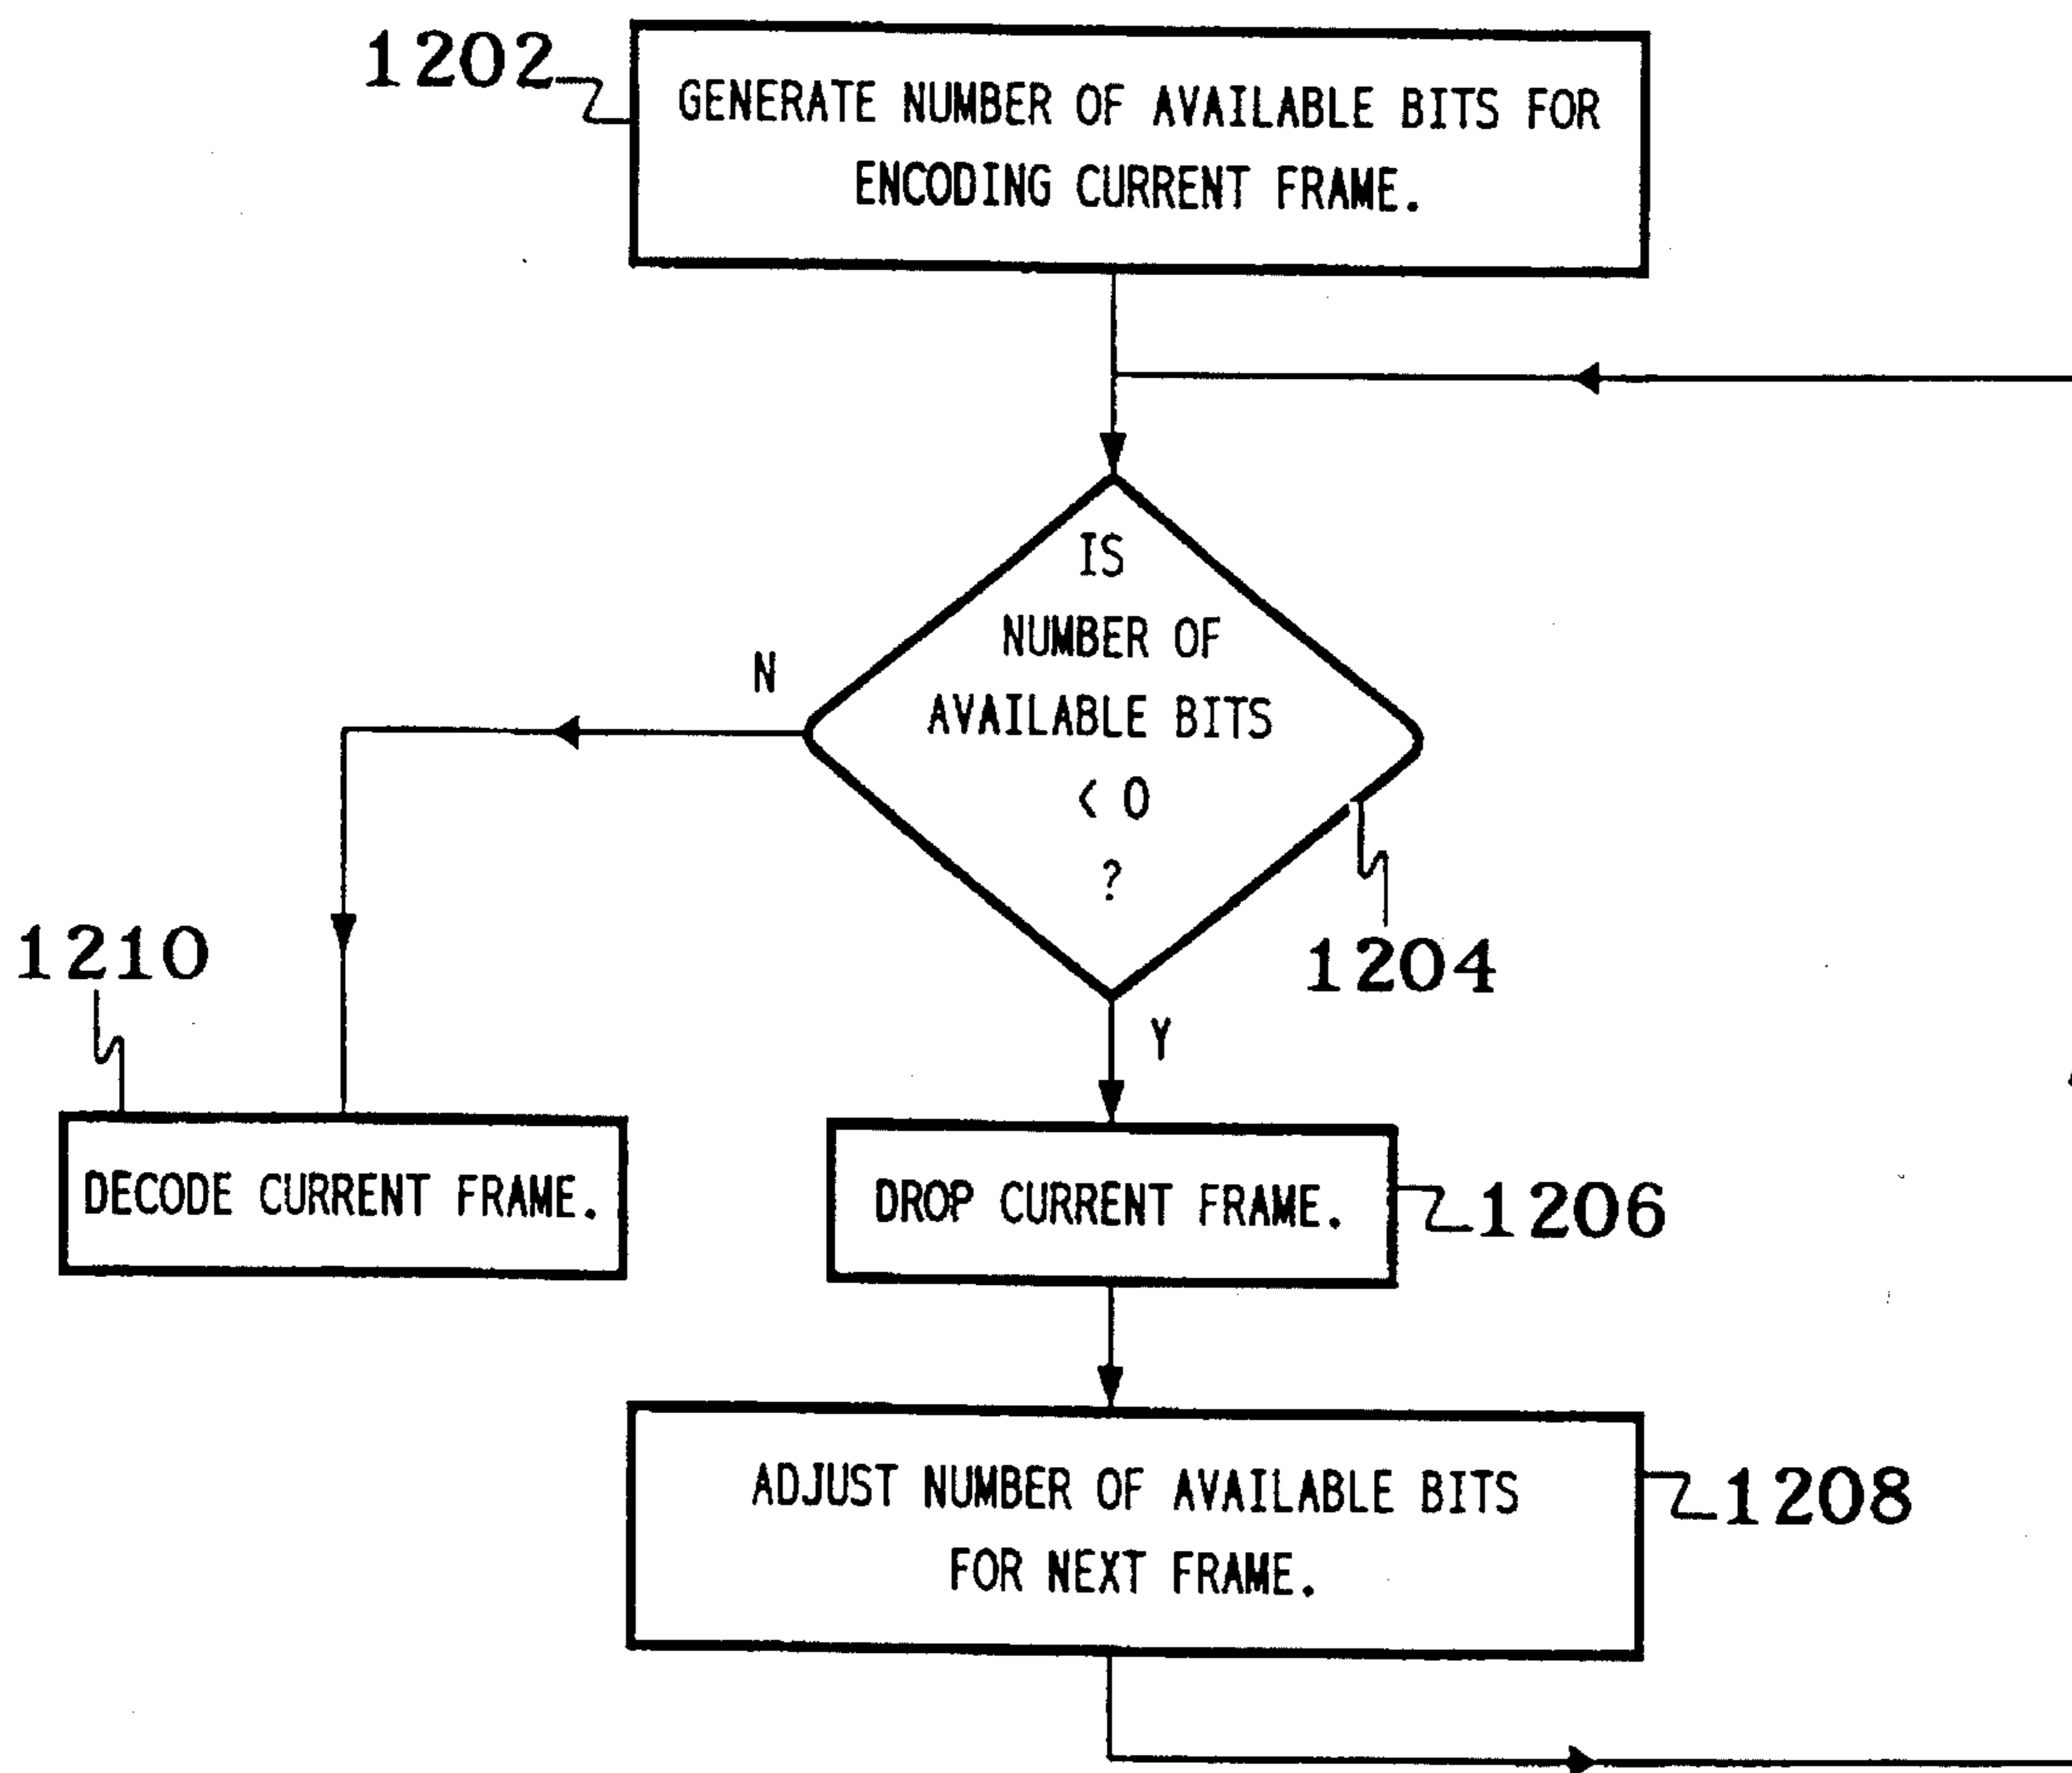 1202
GENERATE NUMBER OF AVAILABLE BITS FOR
ENCODING CURRENT FRAME.
IS
NUMBER OF
AVAILABLE BITS
< 0
?
N
1204
Y
1210
DECODE CURRENT FRAME.
DROP CURRENT FRAME.
1206
ADJUST NUMBER OF AVAILABLE BITS
FOR NEXT FRAME.
1208